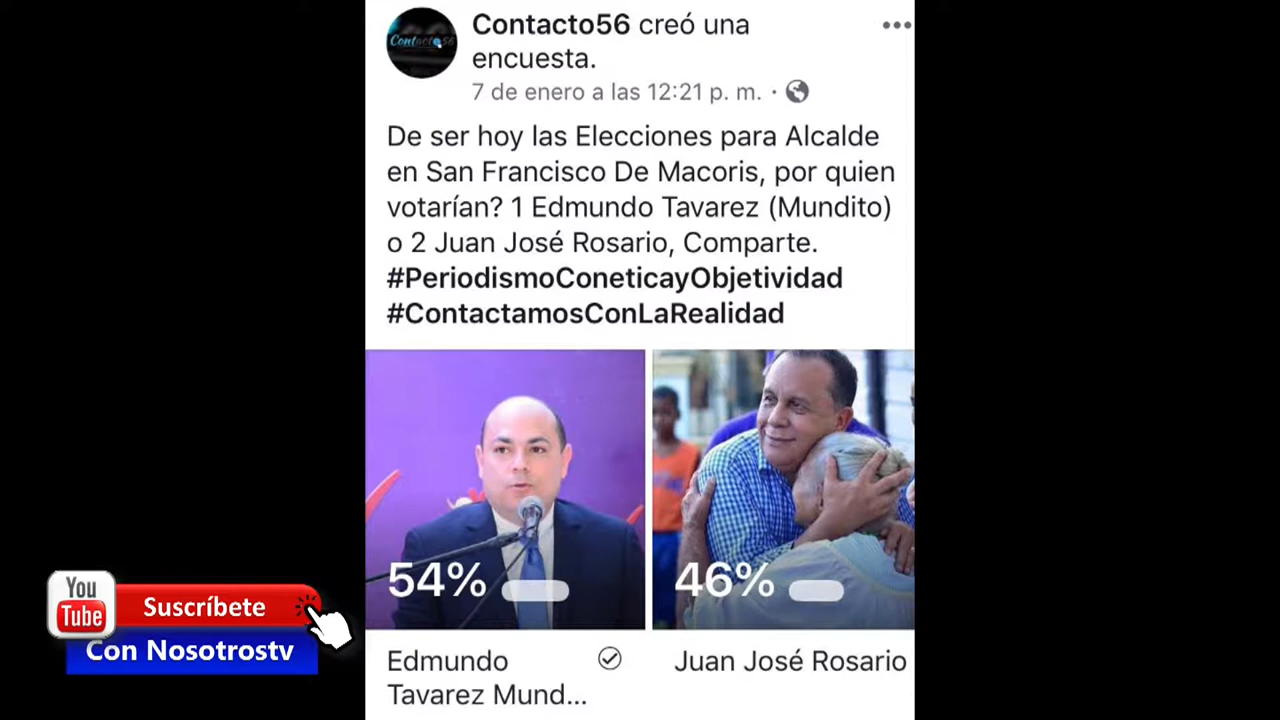 Contacto56 creó una
encuesta.
7 de enero a las 12:21 p. m. ·
Contacto56
De ser hoy las Elecciones para Alcalde
en San Francisco De Macoris, por quien
votarían? 1 Edmundo Tavarez (Mundito)
o 2 Juan José Rosario, Comparte.
#PeriodismoConeticayObjetividad
#ContactamosConLaRealidad
54%
46%
Edmundo
Tavarez Mund...
Juan José Rosario
You
Tube
Suscríbete
Con Nosotrostv